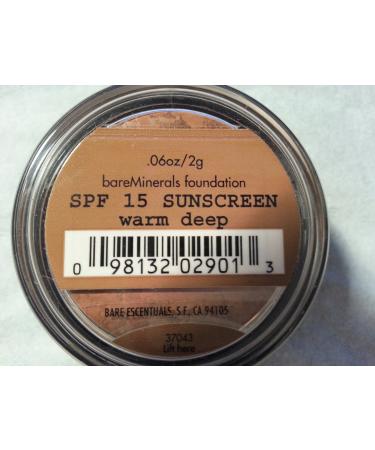 .06oz/2g
bareMinerals foundation
SPF 15 SUNSCREEN
warm deep
0 98132 02901 3
BARE ESCENTUALS, S.F., CA 94105
37043
Lift here